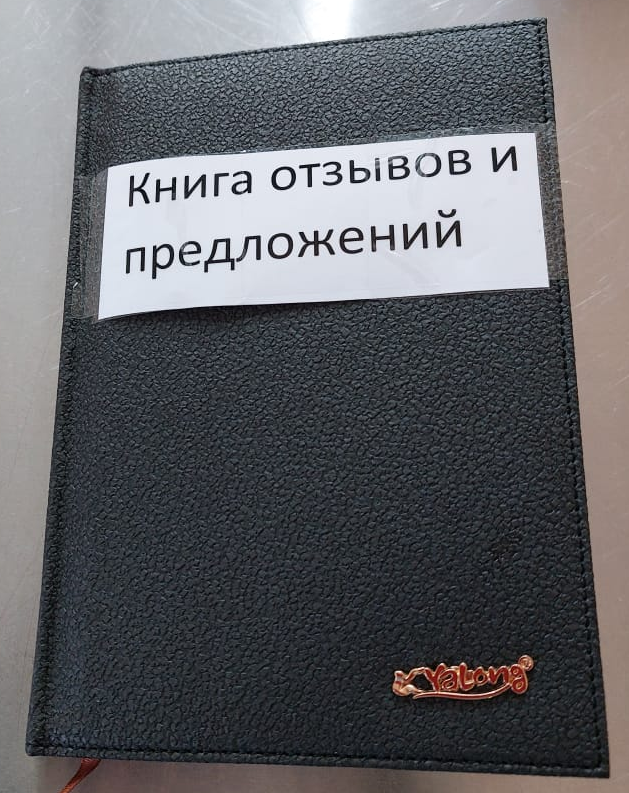 Книга отзывов и
предложений
Yalong